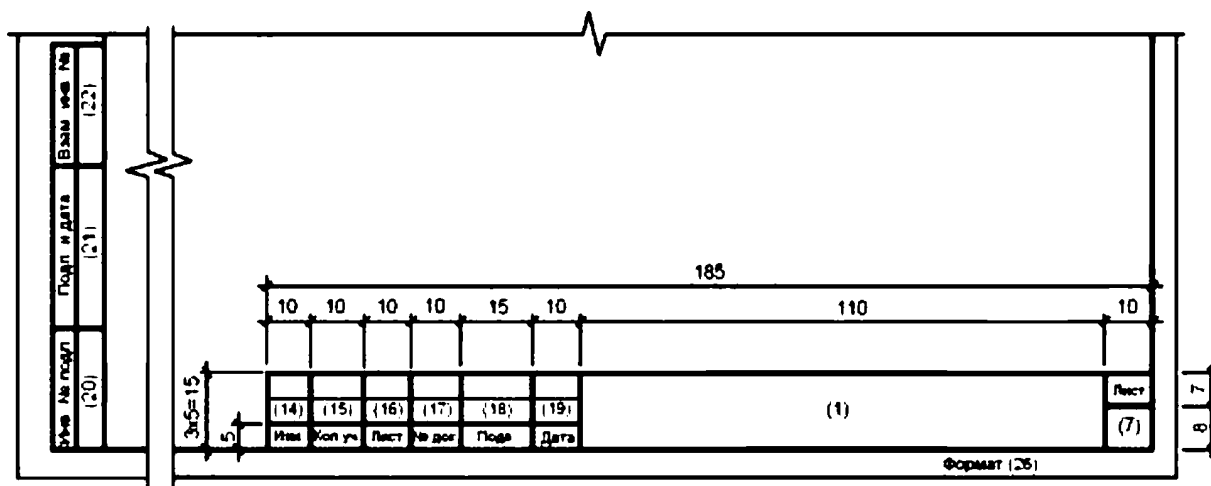 Взам инв №
(22)
Подп и дата
(21)
Инв № подл
(20)
185
10 10 10 10 15 10 110 10
3x5=15
5
(14) (15) (16) (17) (18) (19)
Изм Кол уч Лист № док Подп Дата
(1)
Лист
(7)
7
8
Формат (26)